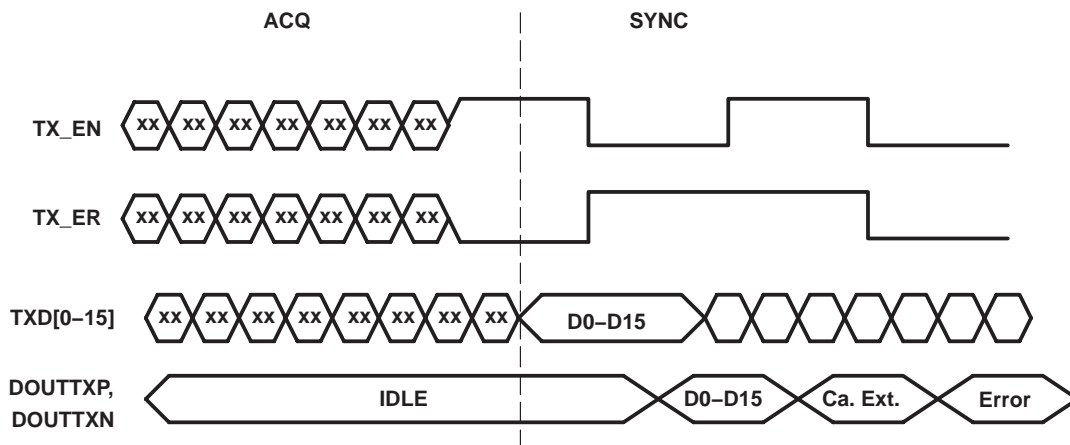 ACQ SYNC
TX_EN xx xx xx xx xx xx xx
TX_ER xx xx xx xx xx xx xx
TXD[0–15] xx xx xx xx xx xx xx xx D0–D15
DOUTTXP,
DOUTTXN IDLE D0–D15 Ca. Ext. Error